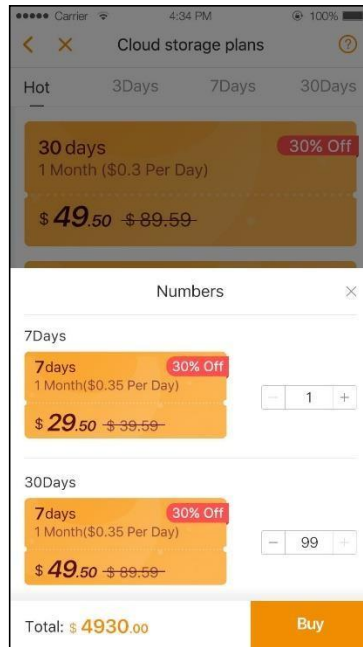 Carrier 4:34 PM 100%
Cloud storage plans
Hot 3Days 7Days 30Days
30 days 30% Off
1 Month ($0.3 Per Day)
$ 49.50 $ 89.59
Numbers
7Days
7days 30% Off
1 Month($0.35 Per Day)
$ 29.50 $ 39.59
1
30Days
7days 30% Off
1 Month($0.35 Per Day)
$ 49.50 $ 89.59
99
Total: $ 4930.00 Buy